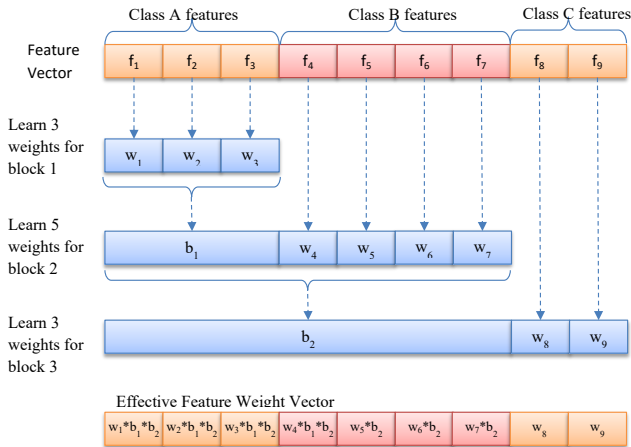 Class A features Class B features Class C features
Feature Vector f₁ f₂ f₃ f₄ f₅ f₆ f₇ f₈ f₉
Learn 3 weights for block 1 w₁ w₂ w₃
Learn 5 weights for block 2 b₁ w₄ w₅ w₆ w₇
Learn 3 weights for block 3 b₂ w₈ w₉
Effective Feature Weight Vector
w₁*b₁*b₂ w₂*b₁*b₂ w₃*b₁*b₂ w₄*b₁*b₂ w₅*b₂ w₆*b₂ w₇*b₂ w₈ w₉